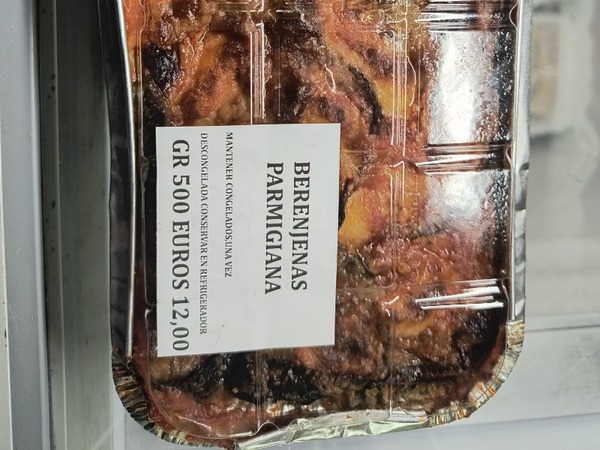 BERENJENAS
PARMIGIANA
MANTENER CONGELADOS,UNA VEZ
DESCONGELADA CONSERVAR EN REFRIGERADOR
GR 500 EUROS 12,00